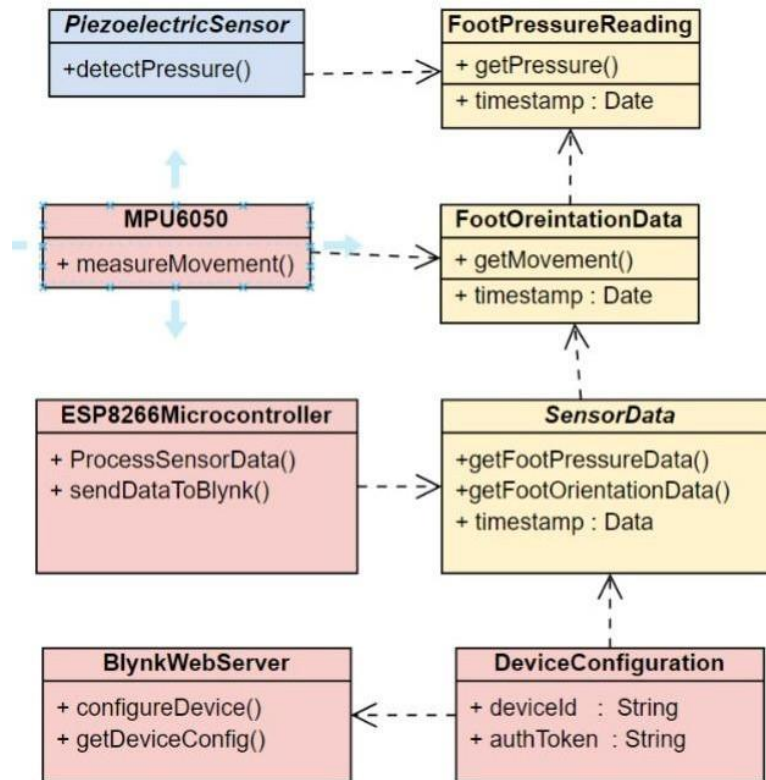 PiezoelectricSensor
+detectPressure()
FootPressureReading
+ getPressure()
+ timestamp : Date
MPU6050
+ measureMovement()
FootOreintationData
+ getMovement()
+ timestamp : Date
ESP8266Microcontroller
+ ProcessSensorData()
+ sendDataToBlynk()
SensorData
+getFootPressureData()
+getFootOrientationData()
+ timestamp : Data
BlynkWebServer
+ configureDevice()
+ getDeviceConfig()
DeviceConfiguration
+ deviceId : String
+ authToken : String